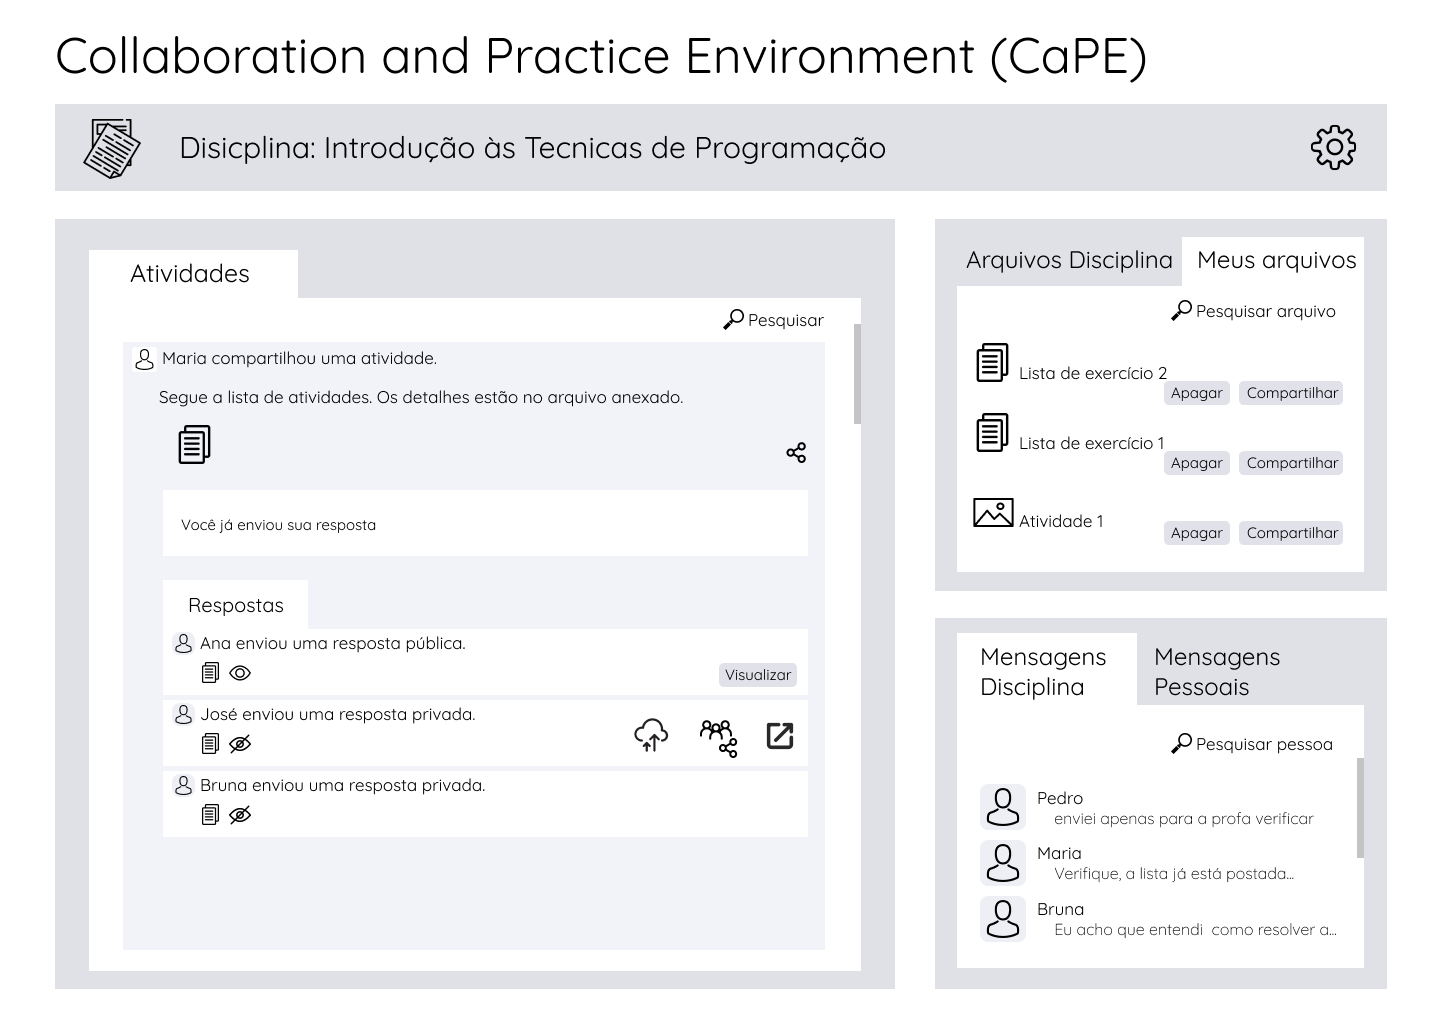 Collaboration and Practice Environment (CaPE)
Disicplina: Introdução às Tecnicas de Programação
Atividades
Pesquisar
Maria compartilhou uma atividade.
Segue a lista de atividades. Os detalhes estão no arquivo anexado.
Você já enviou sua resposta
Respostas
Ana enviou uma resposta pública.
Visualizar
José enviou uma resposta privada.
Bruna enviou uma resposta privada.
Arquivos Disciplina
Meus arquivos
Pesquisar arquivo
Lista de exercício 2
Apagar
Compartilhar
Lista de exercício 1
Apagar
Compartilhar
Atividade 1
Apagar
Compartilhar
Mensagens
Disciplina
Mensagens
Pessoais
Pesquisar pessoa
Pedro
enviei apenas para a profa verificar
Maria
Verifique, a lista já está postada...
Bruna
Eu acho que entendi como resolver a...